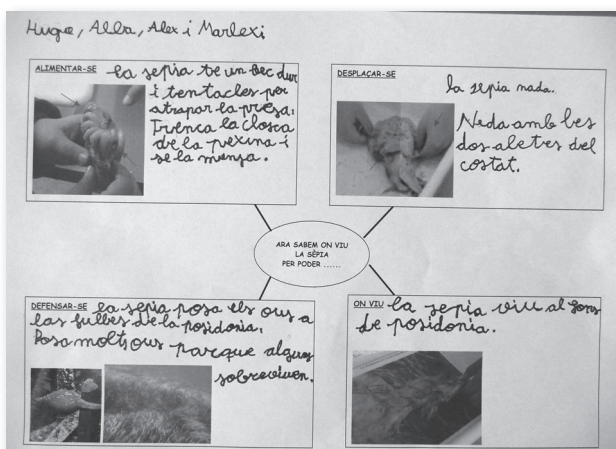 Hugo, Alba, Alex i Marlexi
ALIMENTAR-SE la sepia te un bec dur
i tentacles per
atrapar la presa.
Trenca la closca
de la pexina i
se la menja.
DESPLAÇAR-SE
la sepia nada.
Neda amb les
dos aletes del
costat.
ARA SABEM ON VIU
LA SÈPIA
PER PODER ......
DEFENSAR-SE la sepia posa els ous a
las fulles de la posidonia.
Posa molts ous parque alguns
sobreviuen.
ON VIU la sepia viu al fons
de posidonia.